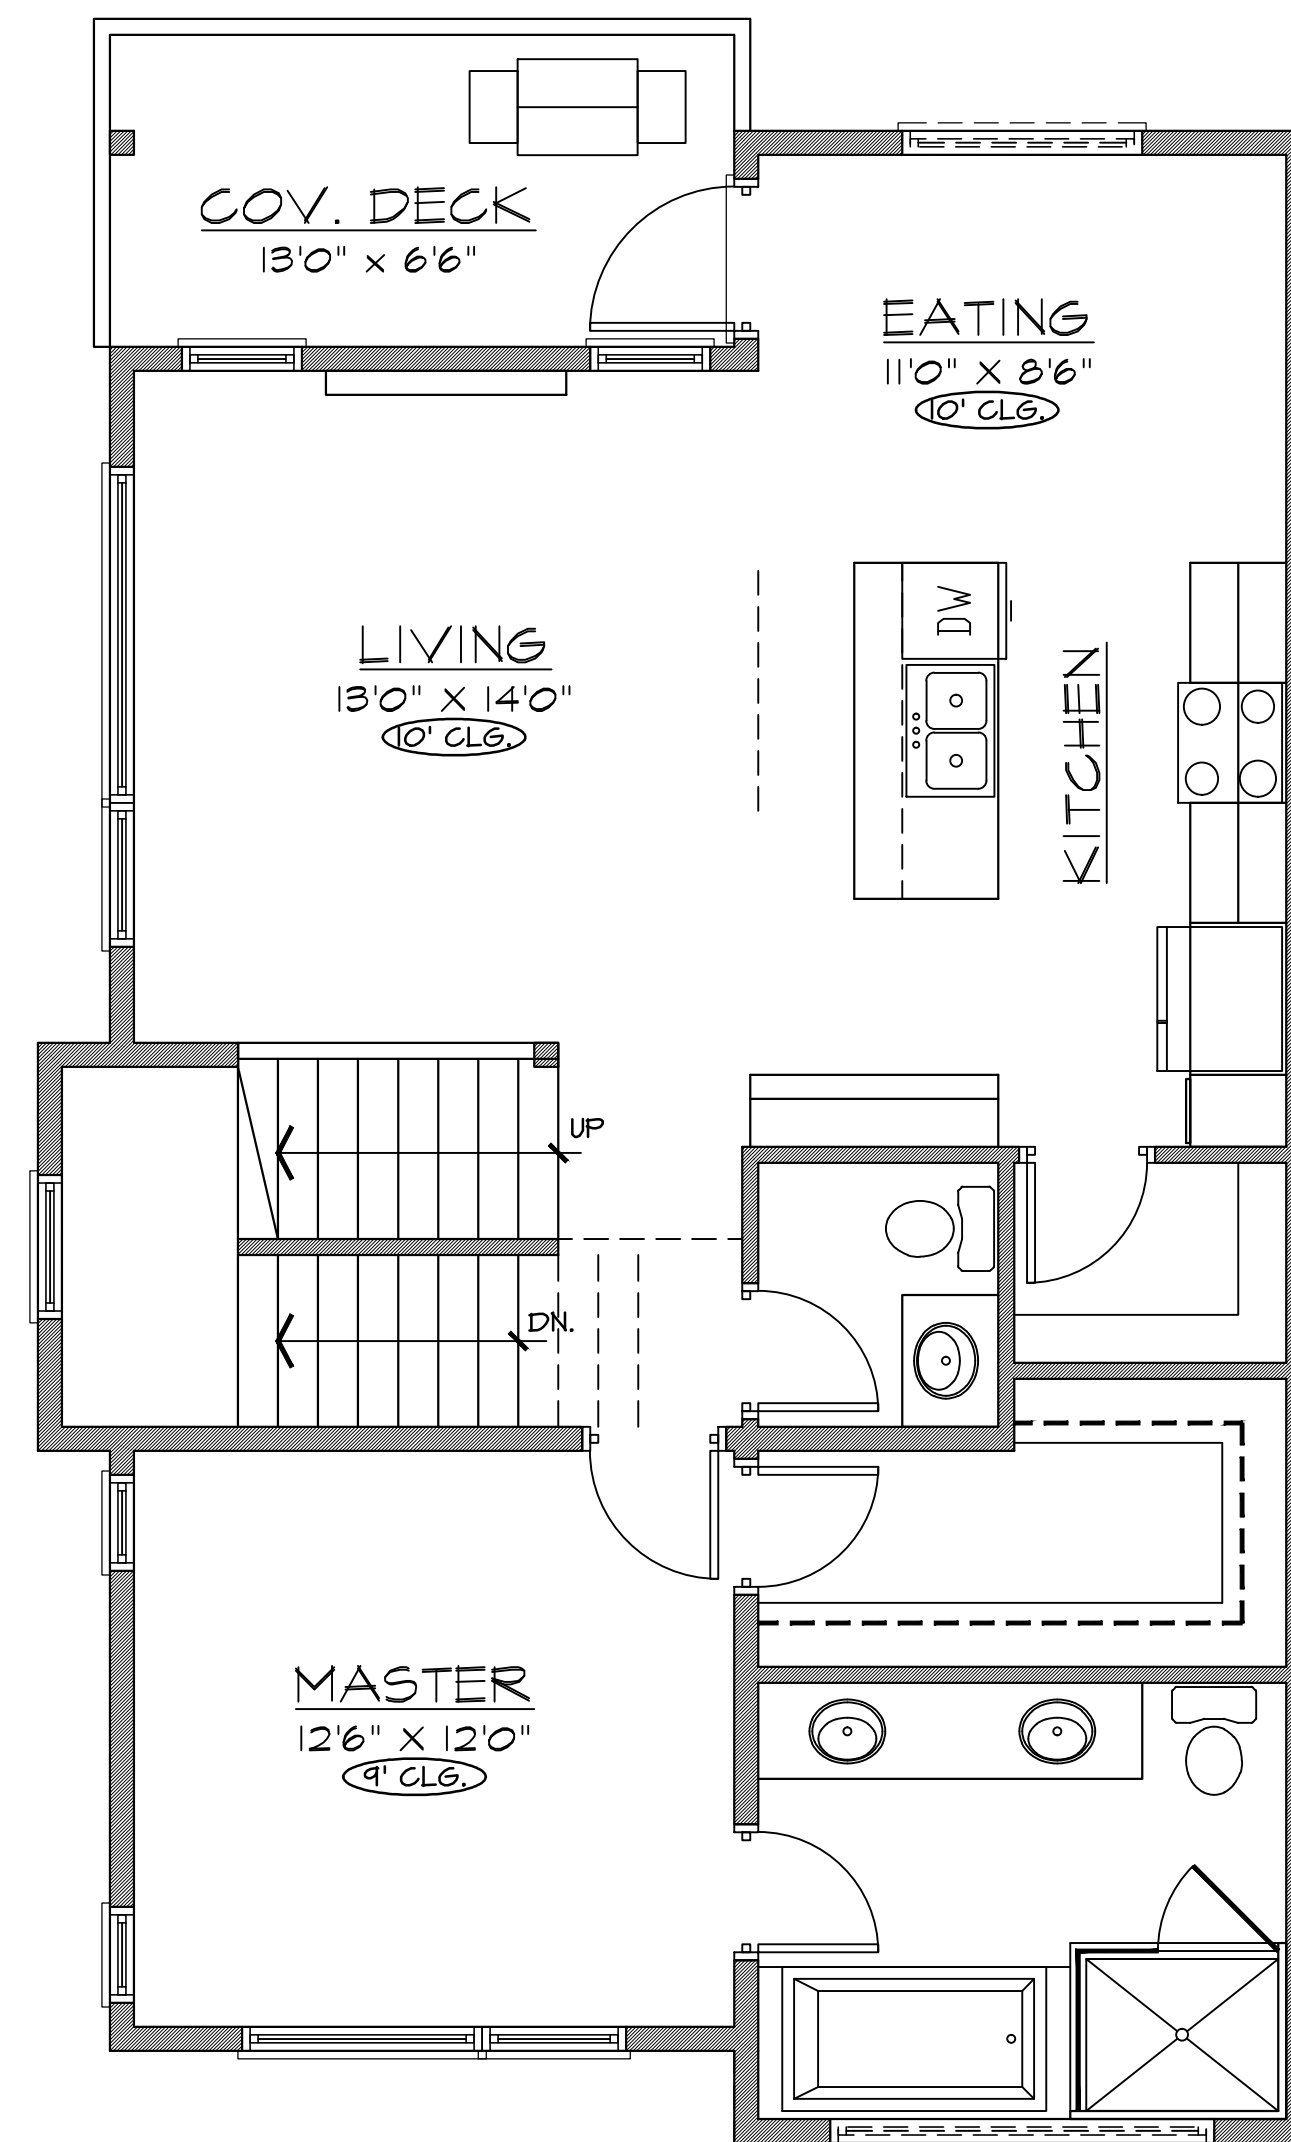 COV. DECK
13'0" x 6'6"
EATING
11'0" X 8'6"
10' CLG.
DW
LIVING
13'0" X 14'0"
10' CLG.
KITCHEN
UP
DN.
MASTER
12'6" X 12'0"
9' CLG.